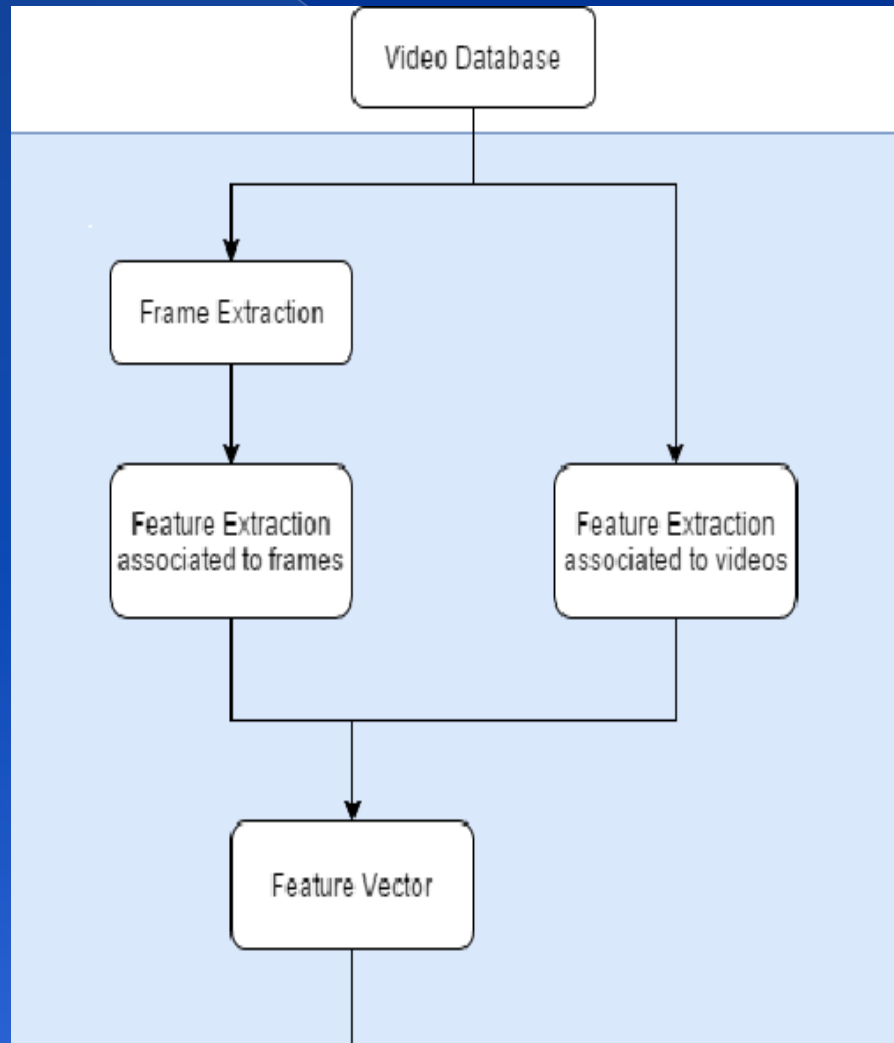 Video Database
Frame Extraction
Feature Extraction
associated to frames
Feature Extraction
associated to videos
Feature Vector